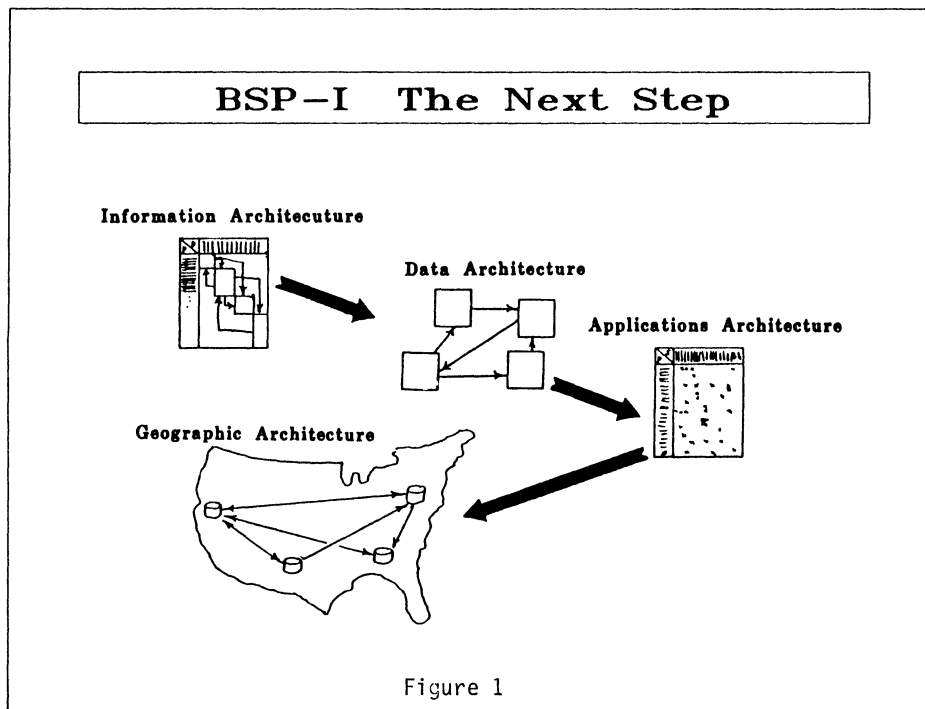 BSP-I The Next Step
Information Architecuture
Data Architecture
Applications Architecture
Geographic Architecture
Figure 1